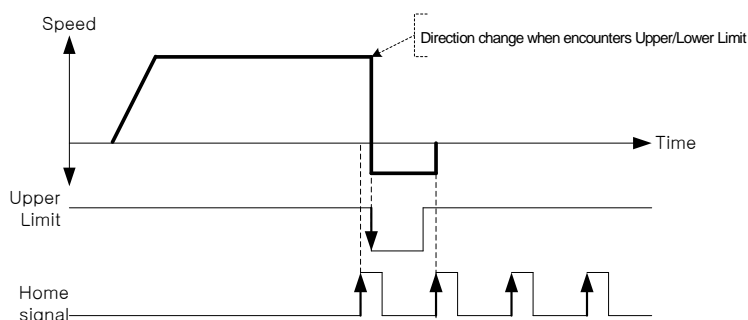 Speed
Direction change when encounters Upper/Lower Limit
Time
Upper
Limit
Home
signal